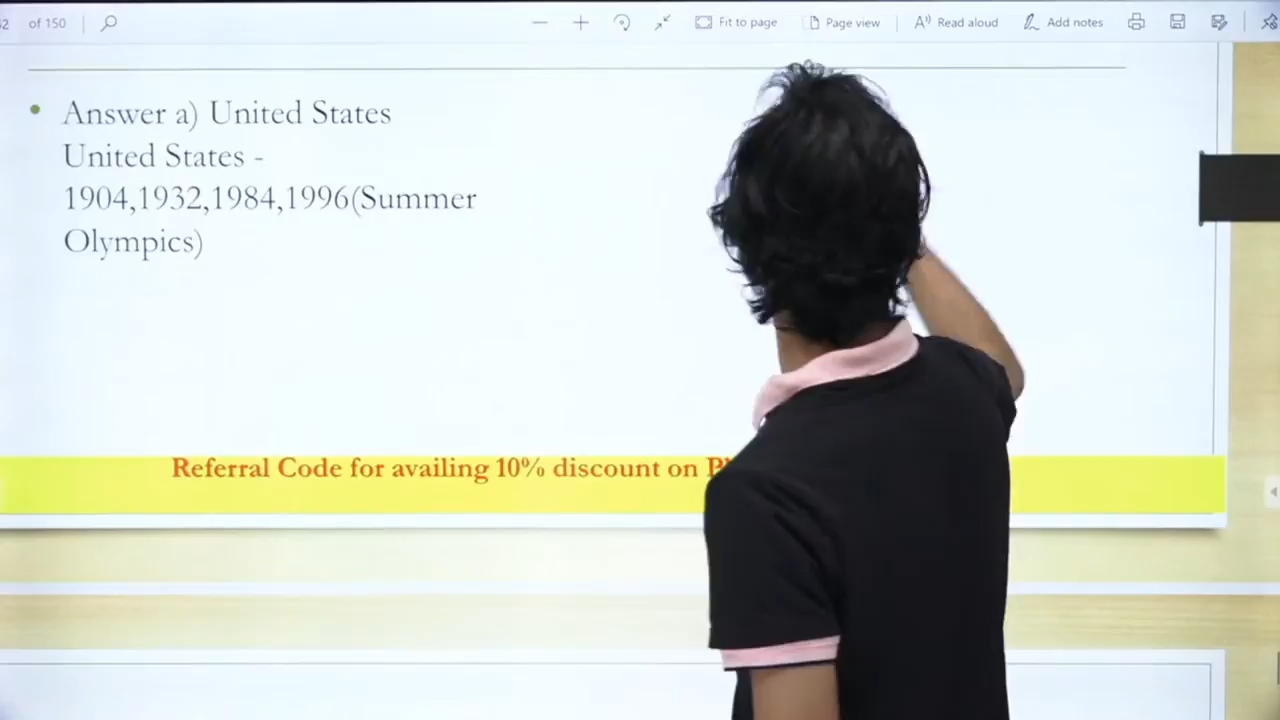 of 150
Fit to page
Page view
Read aloud
Add notes
Answer a) United States
United States -
1904,1932,1984,1996(Summer
Olympics)
Referral Code for availing 10% discount on